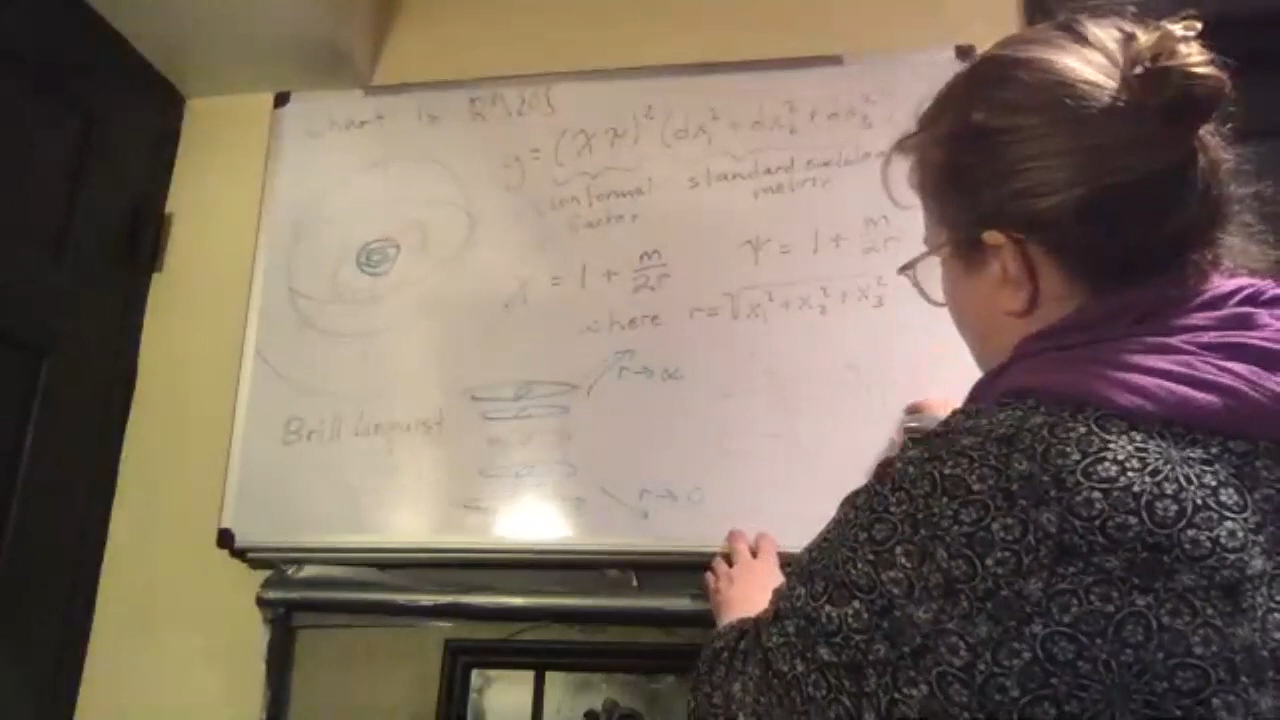 chart is ℝ³\{0}
g = (χψ)² (dx₁² + dx₂² + dx₃²
conformal factor
standard euclidean metric
χ = 1 + m/2r
ψ = 1 + m/2r
where r = √x₁² + x₂² + x₃²
r→∞
Brill Linquist
r→0